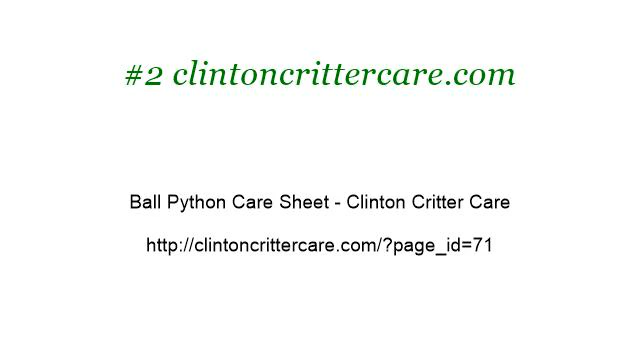 #2 clintoncrittercare.com
Ball Python Care Sheet - Clinton Critter Care
http://clintoncrittercare.com/?page_id=71